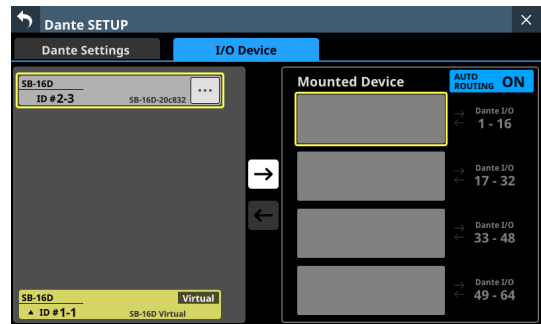 Dante SETUP
Dante Settings
I/O Device
SB-16D
ID #2-3
SB-16D-20c832
...
Mounted Device
AUTO
ROUTING
ON
Dante I/O
1 - 16
Dante I/O
17 - 32
Dante I/O
33 - 48
Dante I/O
49 - 64
SB-16D
Virtual
▲ ID #1-1
SB-16D Virtual